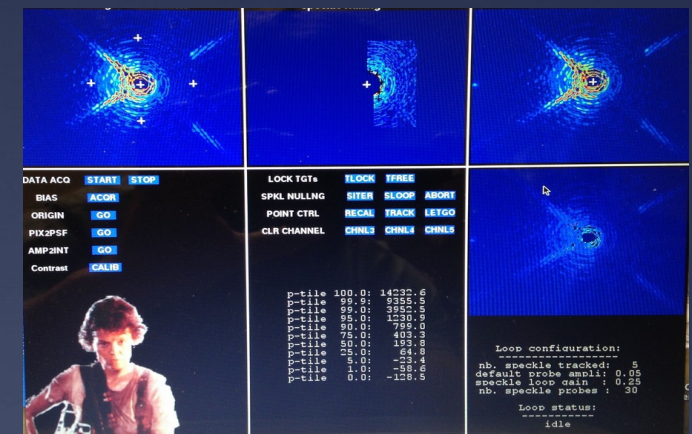 DATA ACQ START STOP
BIAS ACQR
ORIGIN GO
PIX2PSF GO
AMP2INT GO
Contrast CALIB
LOCK TGTs TLOCK TFREE
SPKL NULLNG SITER SLOOP ABORT
POINT CTRL RECAL TRACK LETGO
CLR CHANNEL CHNL3 CHNL4 CHNL5
p-tile 100.0: 14232.6
p-tile 99.9: 9355.5
p-tile 99.0: 3952.5
p-tile 95.0: 1230.9
p-tile 90.0: 799.0
p-tile 75.0: 403.3
p-tile 50.0: 193.8
p-tile 25.0: 64.8
p-tile 5.0: -23.4
p-tile 1.0: -58.6
p-tile 0.0: -128.5
Loop configuration:
nb. speckle tracked: 5
default probe ampli: 0.05
speckle loop gain : 0.25
nb. speckle probes : 30
Loop status:
idle